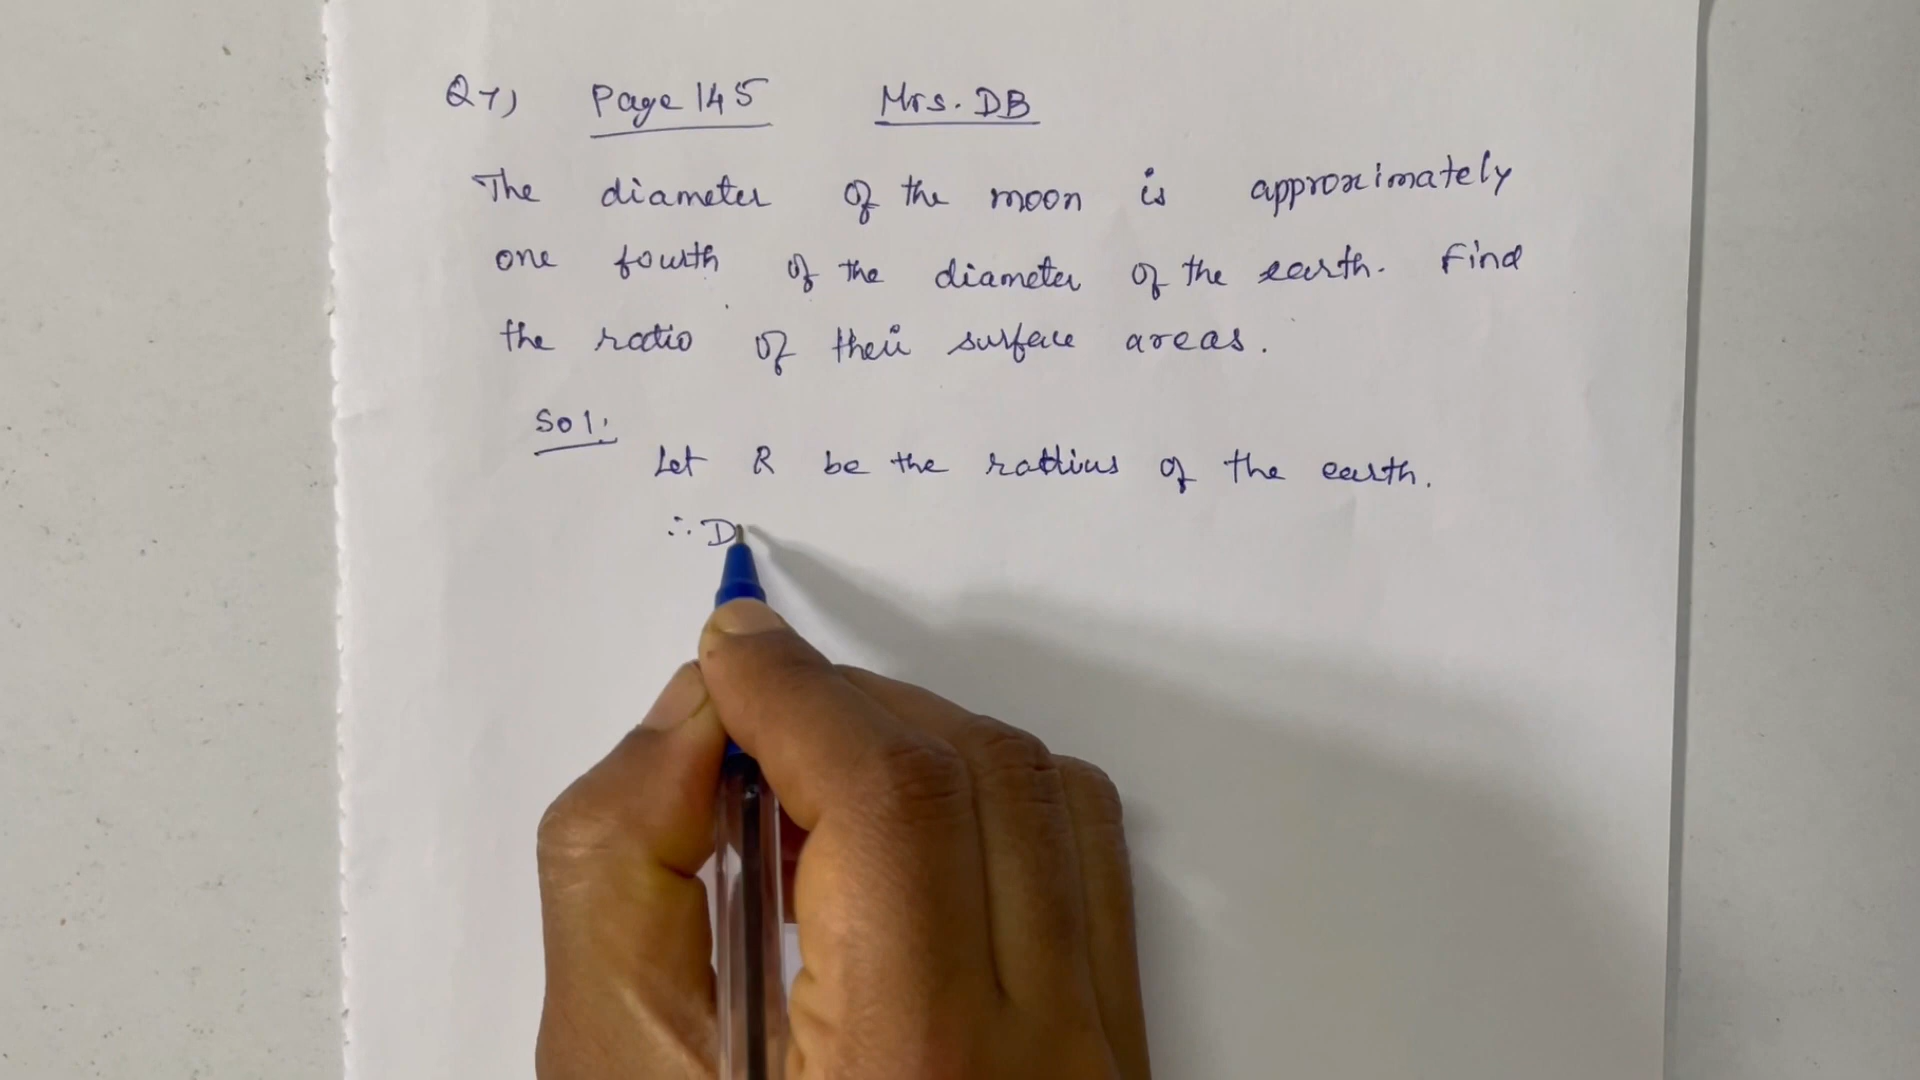 Q7) Page 145 Mrs. DB
The diameter of the moon is approximately
one fourth of the diameter of the earth. Find
the ratio of their surface areas.
Sol:
Let R be the radius of the earth.
∴ D